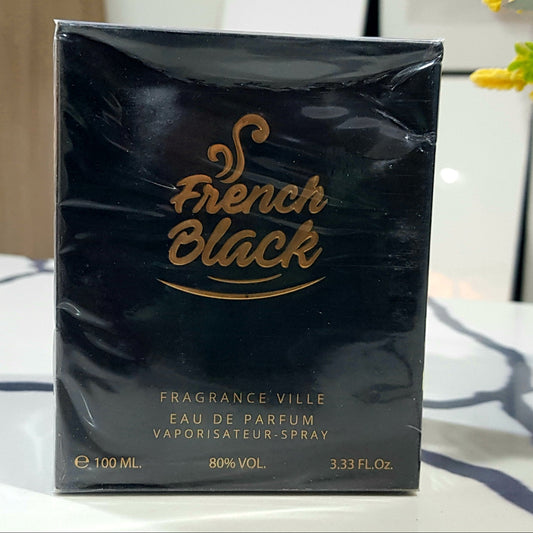 French
Black
FRAGRANCE VILLE
EAU DE PARFUM
VAPORISATEUR-SPRAY
℮ 100 ML. 80% VOL. 3.33 FL.Oz.